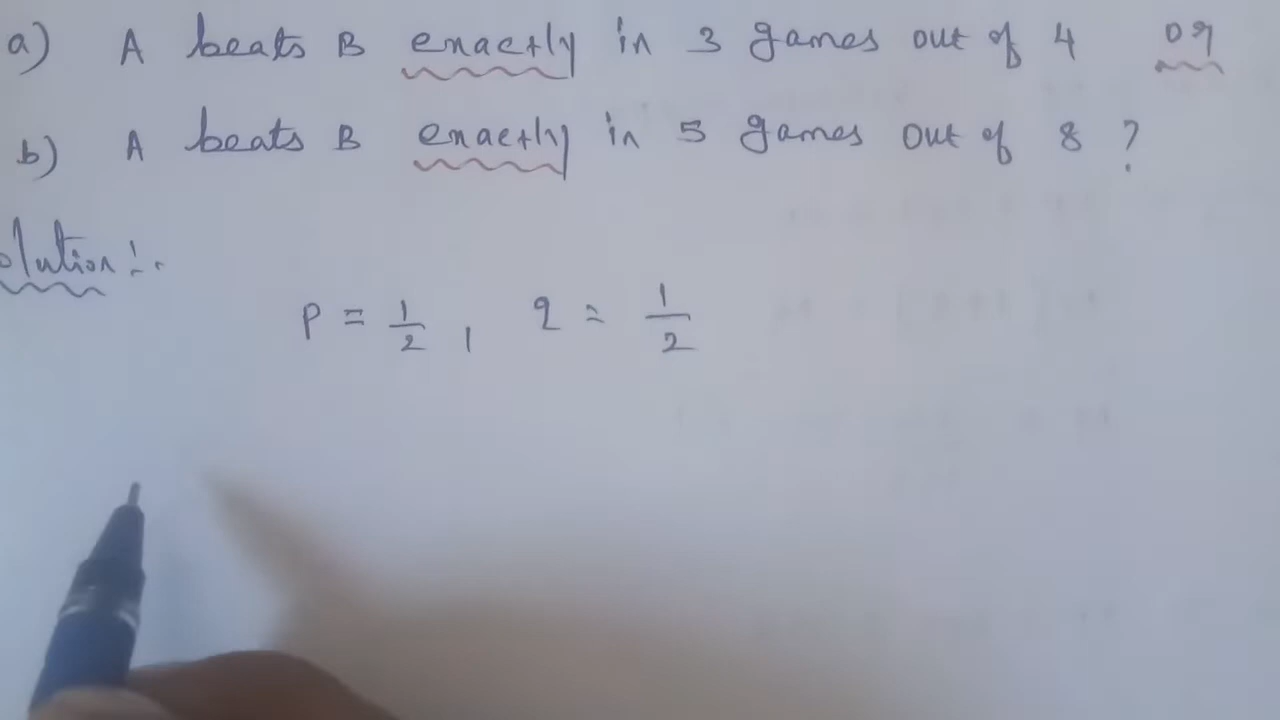 a) A beats B exactly in 3 games out of 4 or
b) A beats B exactly in 5 games out of 8 ?
olution :-
p = 1/2 , q = 1/2